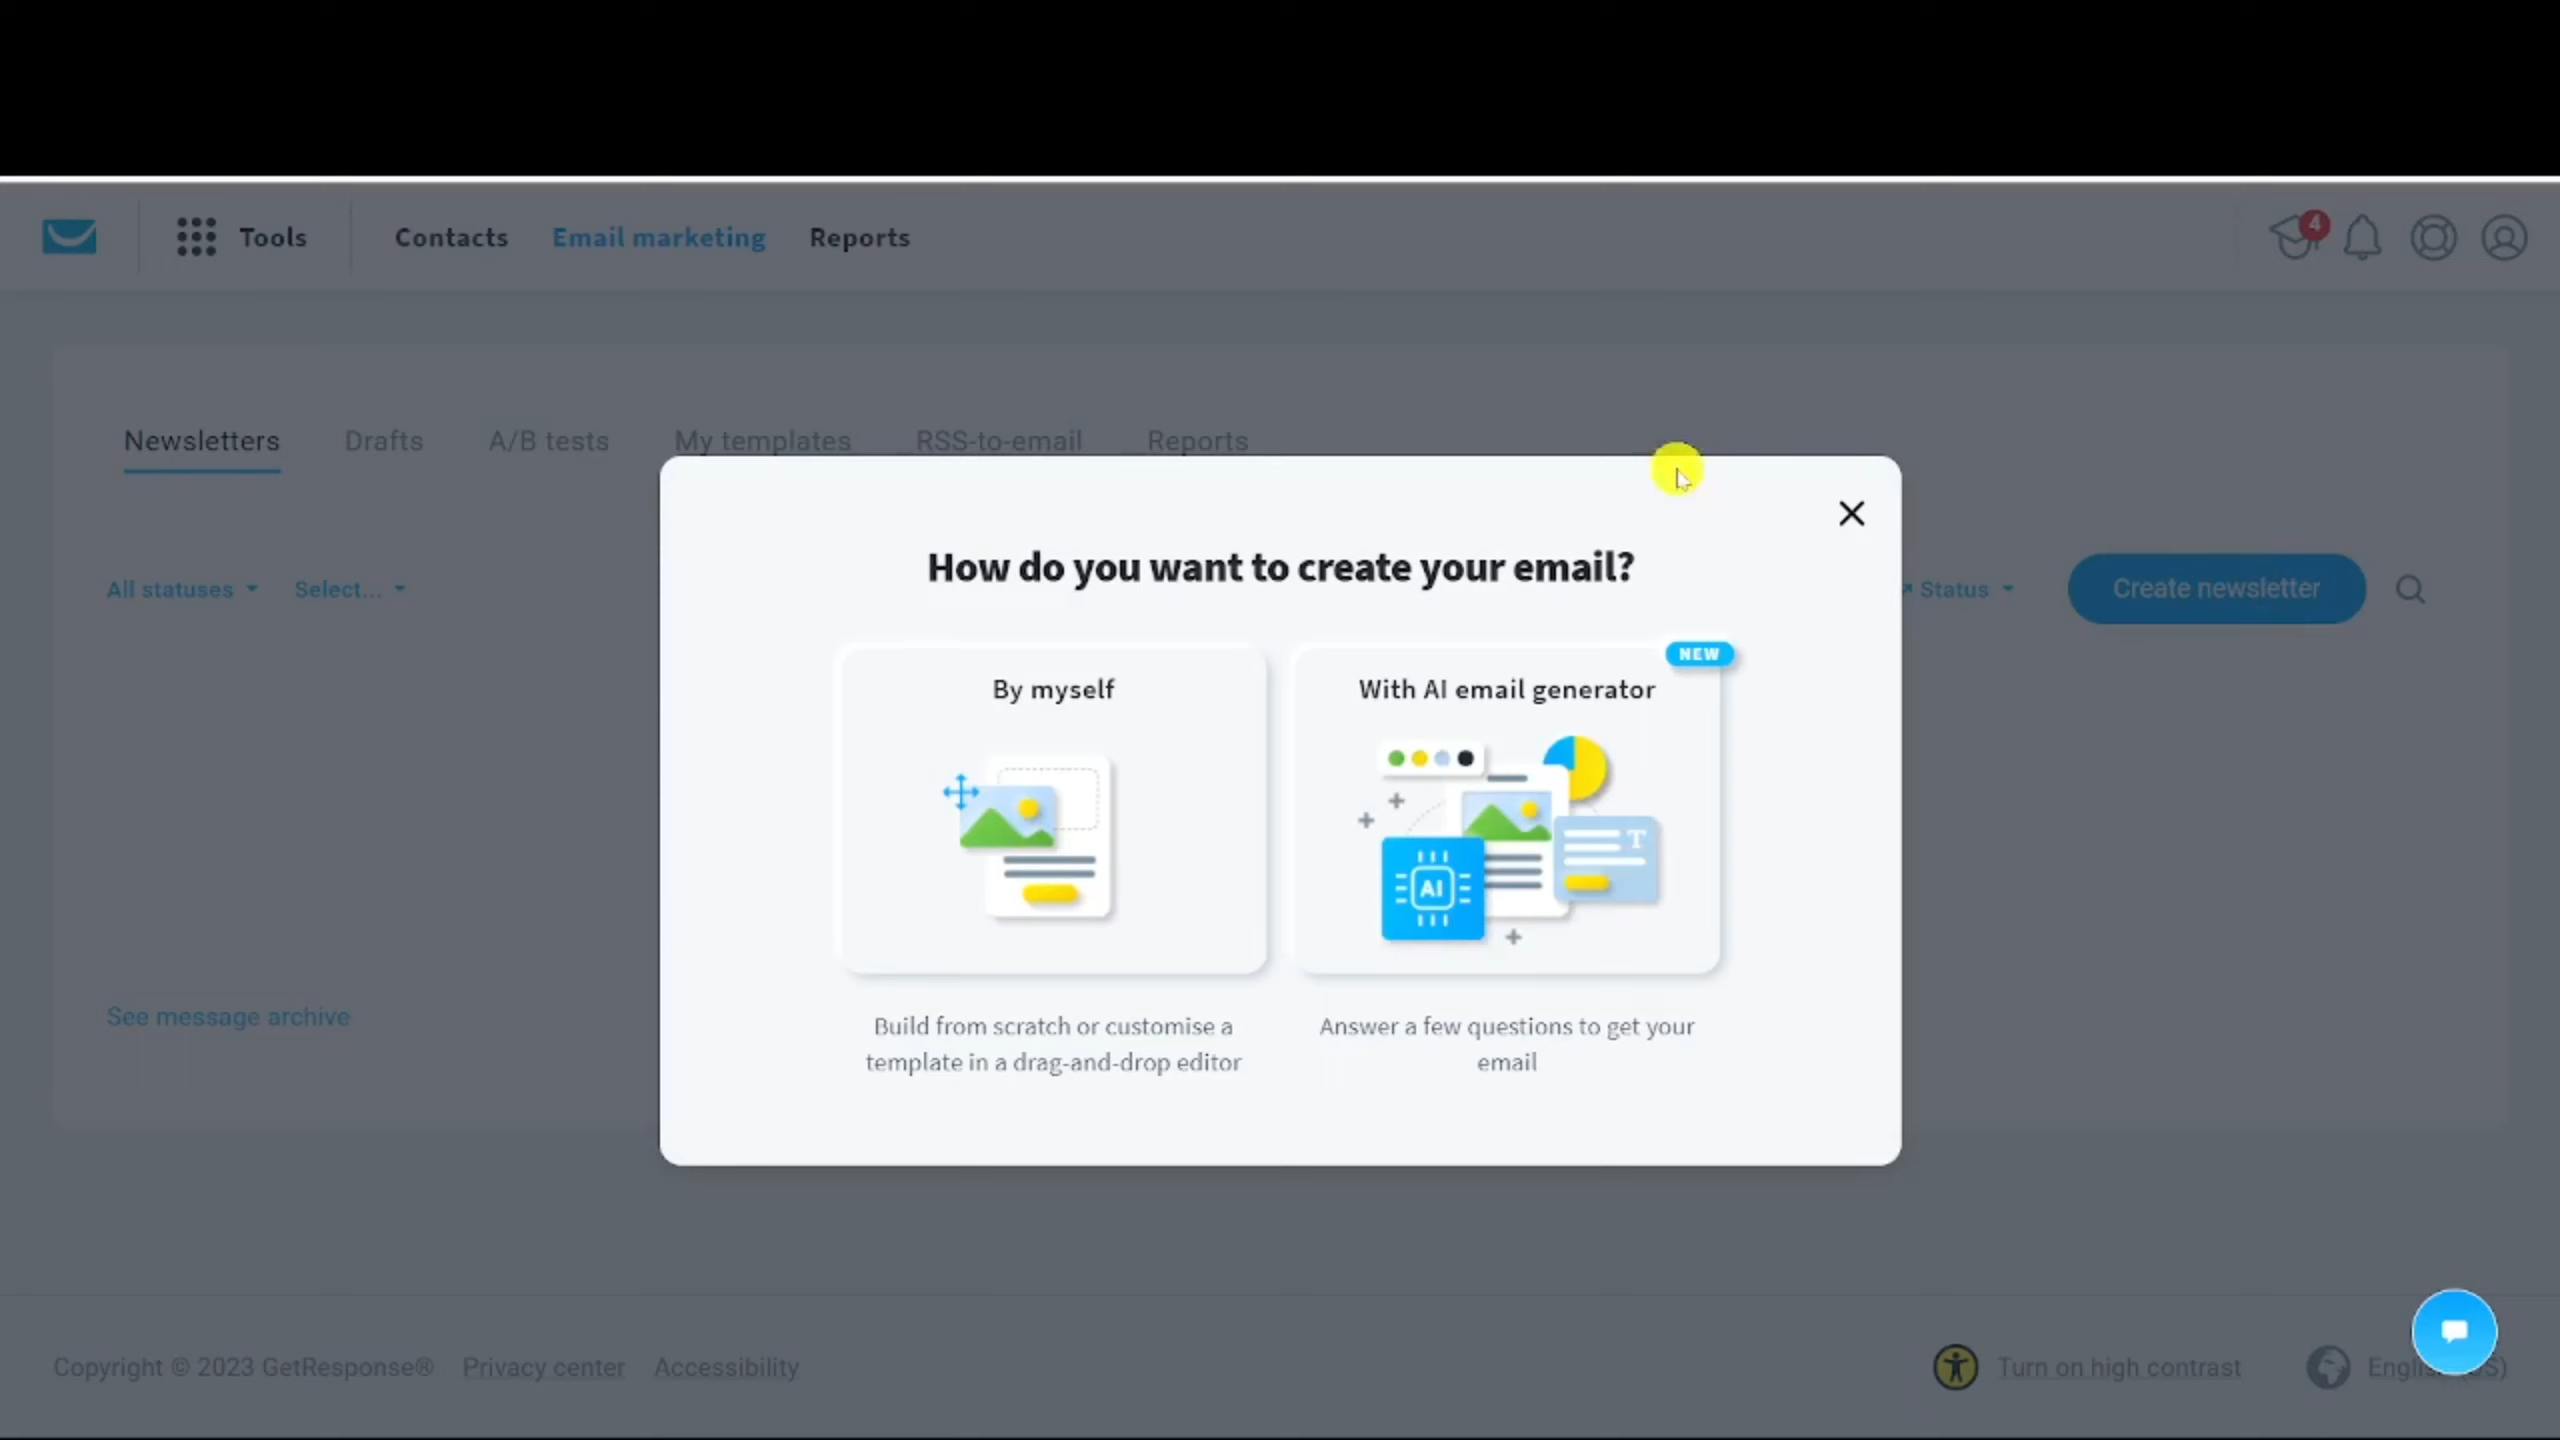 Tools
Contacts
Email marketing
Reports
4
Newsletters
Drafts
A/B tests
My templates
RSS-to-email
Reports
How do you want to create your email?
All statuses
Select...
Status
Create newsletter
NEW
By myself
With AI email generator
T
AI
Build from scratch or customise a
template in a drag-and-drop editor
Answer a few questions to get your
email
See message archive
Copyright © 2023 GetResponse®
Privacy center
Accessibility
Turn on high contrast